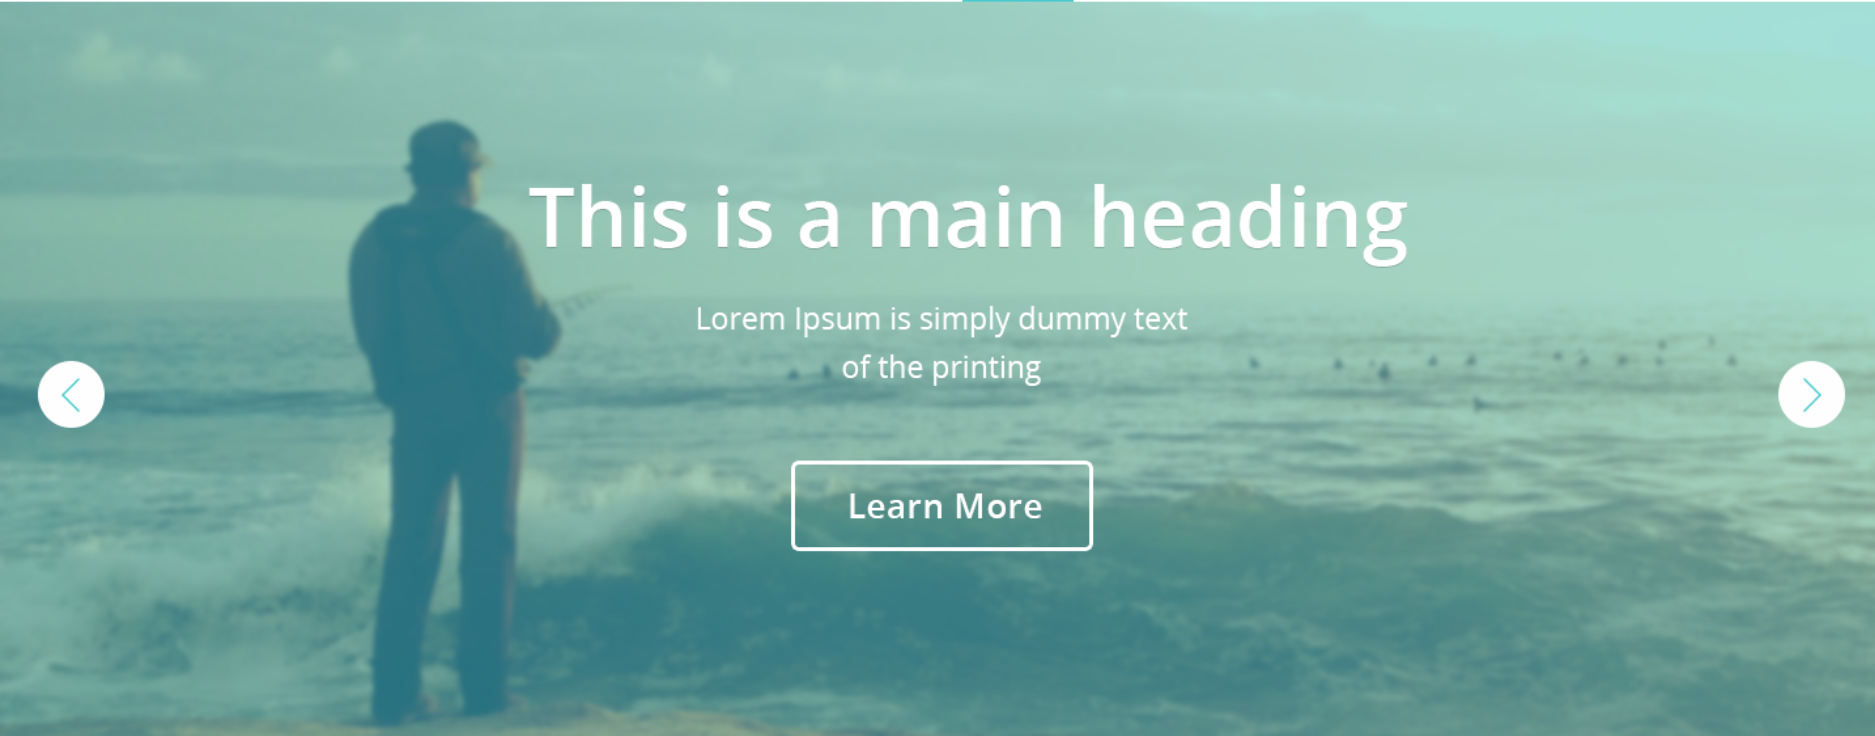 This is a main heading
Lorem Ipsum is simply dummy text
of the printing
Learn More